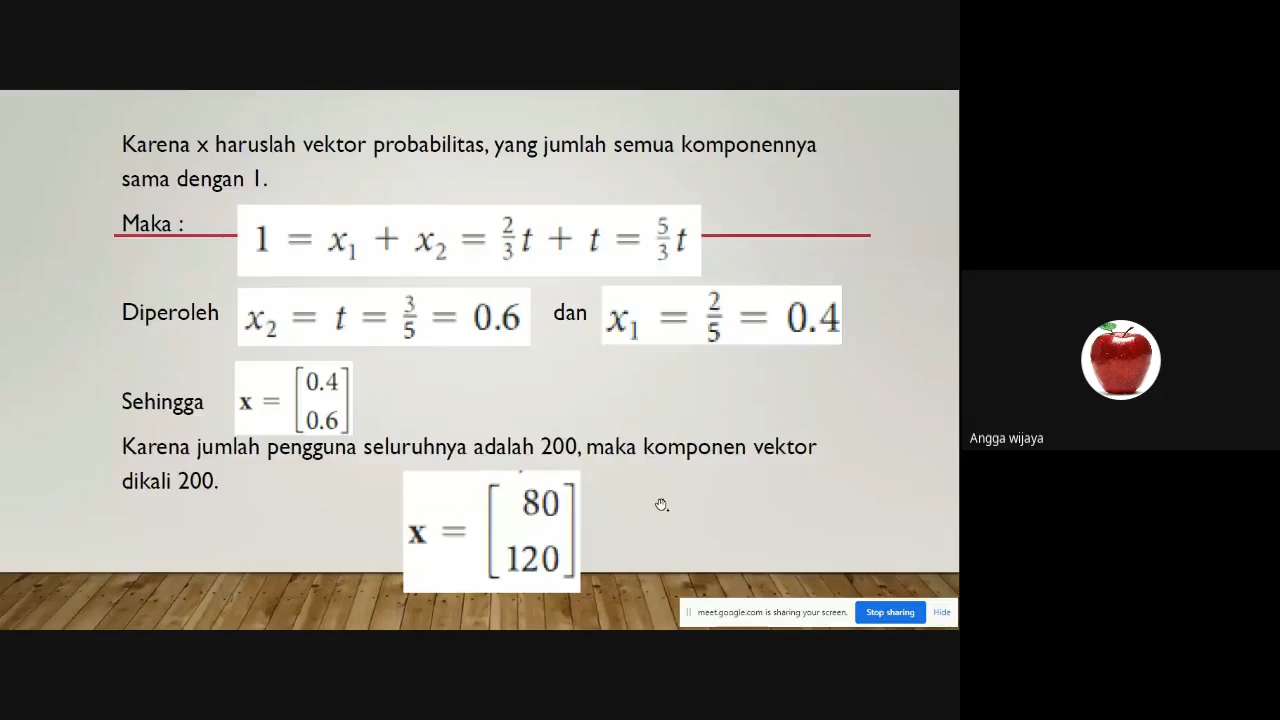 Karena x haruslah vektor probabilitas, yang jumlah semua komponennya
sama dengan 1.
Maka : 1 = x₁ + x₂ = 2/3 t + t = 5/3 t
Diperoleh x₂ = t = 3/5 = 0.6 dan x₁ = 2/5 = 0.4
Sehingga x = [0.4
0.6]
Karena jumlah pengguna seluruhnya adalah 200, maka komponen vektor
dikali 200.
x = [80
120]
meet.google.com is sharing your screen. Stop sharing Hide
Angga wijaya